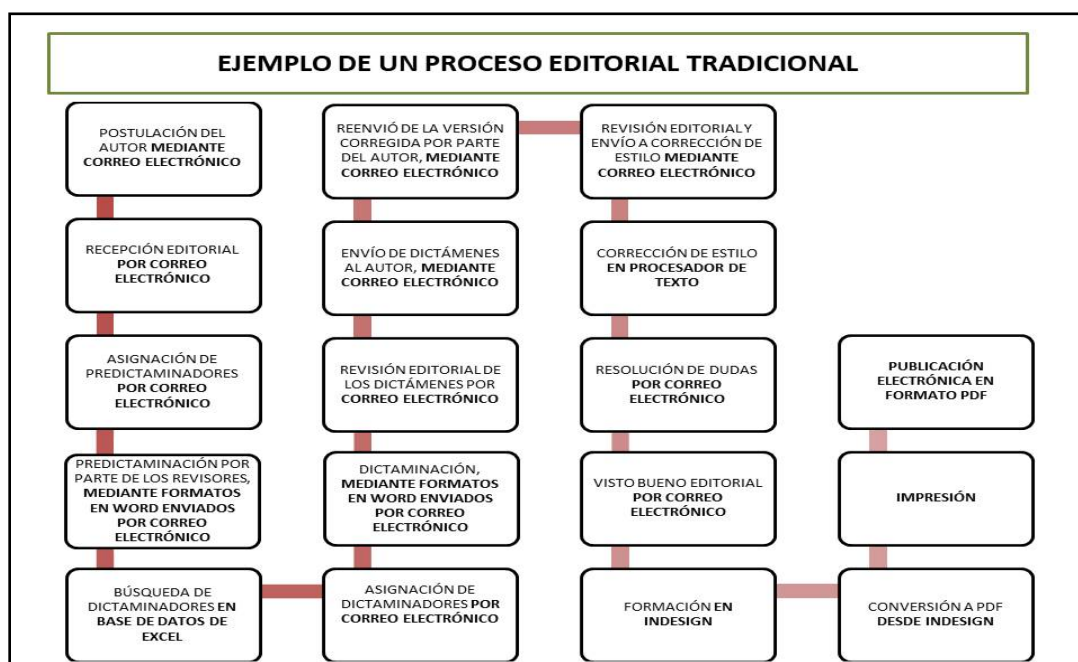 EJEMPLO DE UN PROCESO EDITORIAL TRADICIONAL
POSTULACIÓN DEL
AUTOR MEDIANTE
CORREO ELECTRÓNICO
RECEPCIÓN EDITORIAL
POR CORREO
ELECTRÓNICO
ASIGNACIÓN DE
PREDICTAMINADORES
POR CORREO
ELECTRÓNICO
PREDICTAMINACIÓN POR
PARTE DE LOS REVISORES,
MEDIANTE FORMATOS
EN WORD ENVIADOS
POR CORREO
ELECTRÓNICO
BÚSQUEDA DE
DICTAMINADORES EN
BASE DE DATOS DE
EXCEL
ASIGNACIÓN DE
DICTAMINADORES POR
CORREO ELECTRÓNICO
DICTAMINACIÓN,
MEDIANTE FORMATOS
EN WORD ENVIADOS
POR CORREO
ELECTRÓNICO
REVISIÓN EDITORIAL DE
LOS DICTÁMENES POR
CORREO ELECTRÓNICO
ENVÍO DE DICTÁMENES
AL AUTOR, MEDIANTE
CORREO ELECTRÓNICO
REENVIÓ DE LA VERSIÓN
CORREGIDA POR PARTE
DEL AUTOR, MEDIANTE
CORREO ELECTRÓNICO
REVISIÓN EDITORIAL Y
ENVÍO A CORRECCIÓN DE
ESTILO MEDIANTE
CORREO ELECTRÓNICO
CORRECCIÓN DE ESTILO
EN PROCESADOR DE
TEXTO
RESOLUCIÓN DE DUDAS
POR CORREO
ELECTRÓNICO
VISTO BUENO EDITORIAL
POR CORREO
ELECTRÓNICO
FORMACIÓN EN
INDESIGN
CONVERSIÓN A PDF
DESDE INDESIGN
IMPRESIÓN
PUBLICACIÓN
ELECTRÓNICA EN
FORMATO PDF